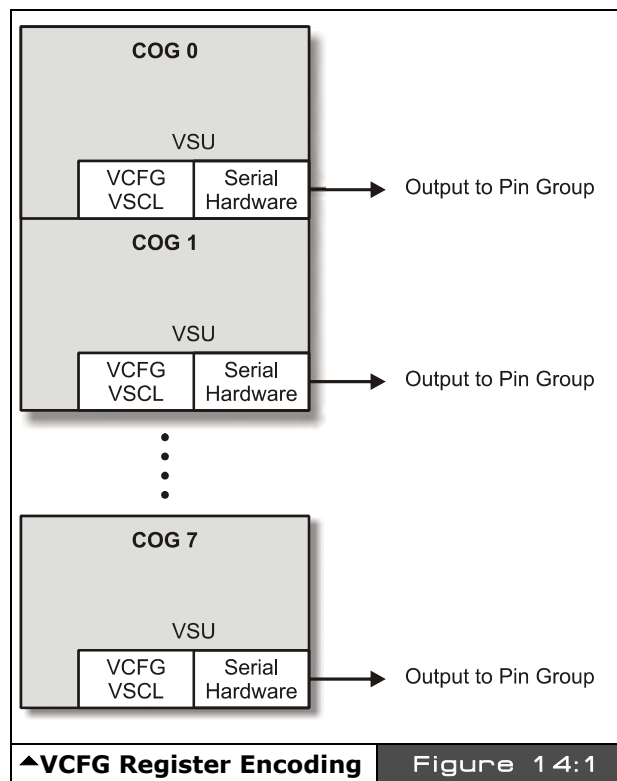 COG 0
VSU
VCFG
VSCL
Serial
Hardware
Output to Pin Group
COG 1
VSU
VCFG
VSCL
Serial
Hardware
Output to Pin Group
COG 7
VSU
VCFG
VSCL
Serial
Hardware
Output to Pin Group
▲VCFG Register Encoding
Figure 14:1